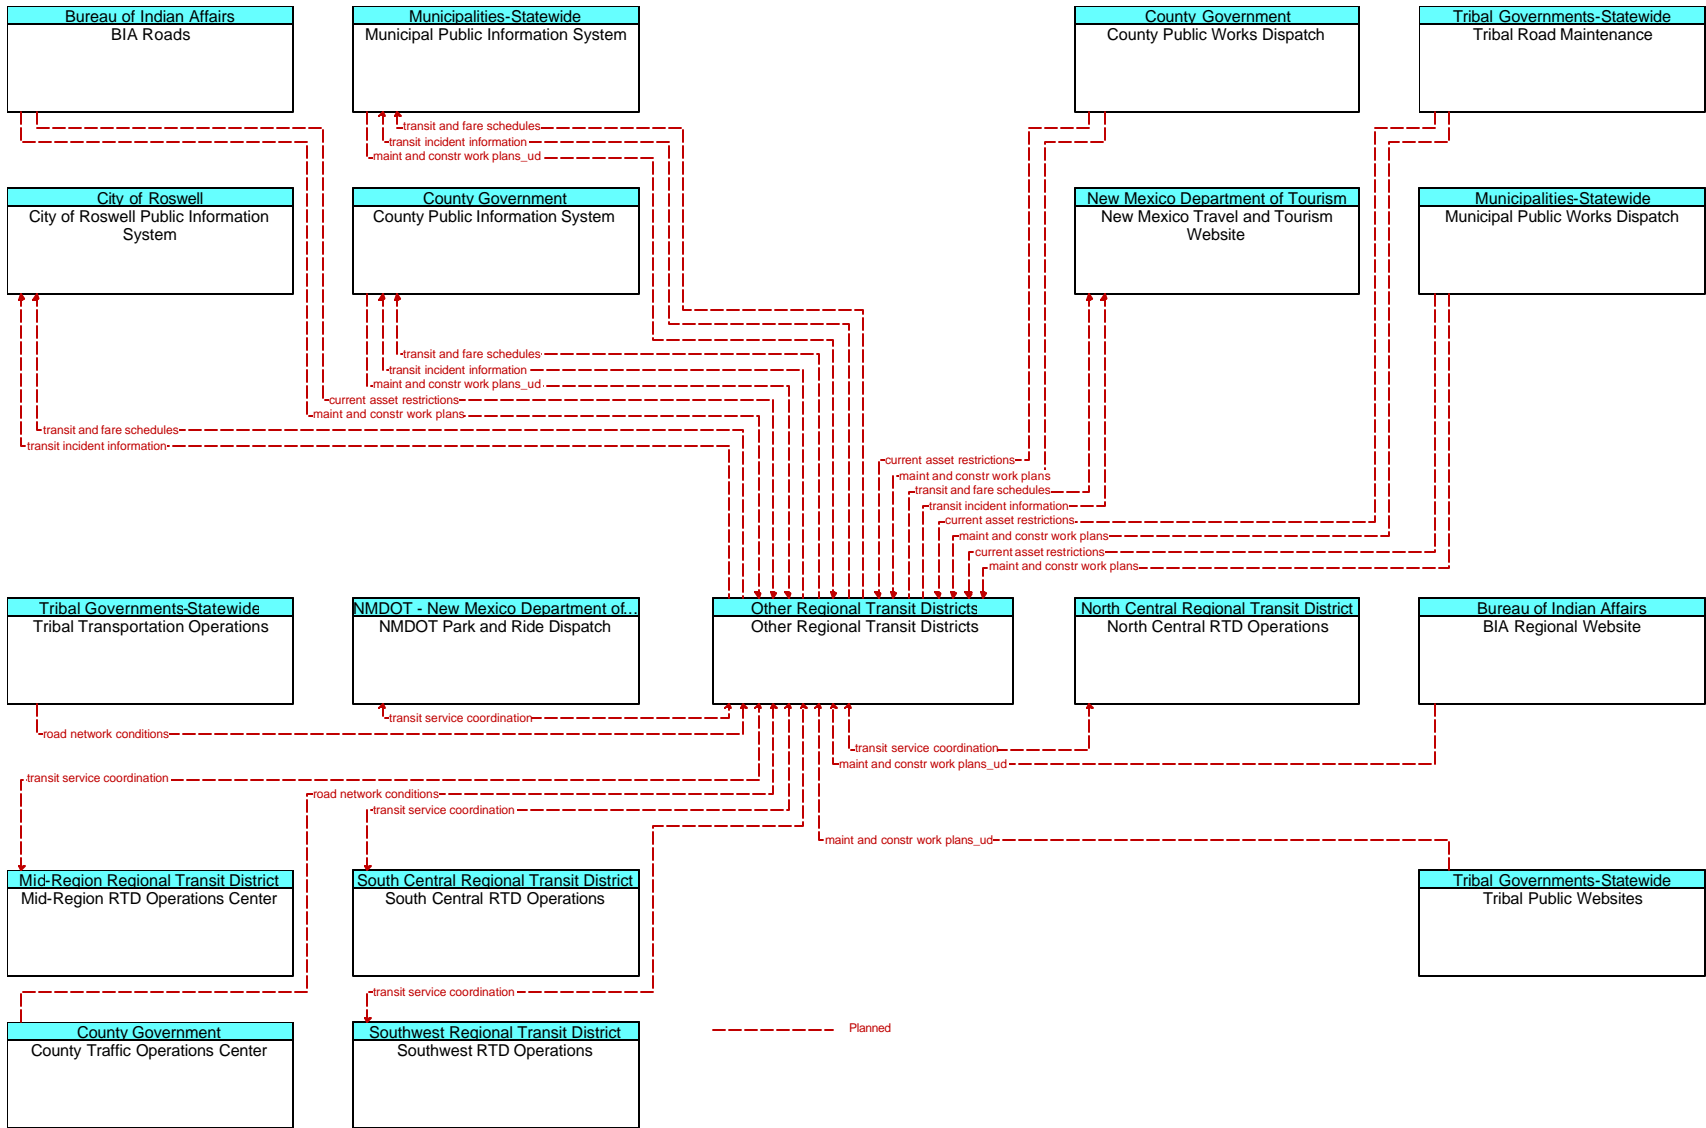 Bureau of Indian Affairs
BIA Roads
Municipalities-Statewide
Municipal Public Information System
County Government
County Public Works Dispatch
Tribal Governments-Statewide
Tribal Road Maintenance
transit and fare schedules
transit incident information
maint and constr work plans_ud
City of Roswell
City of Roswell Public Information
System
County Government
County Public Information System
New Mexico Department of Tourism
New Mexico Travel and Tourism
Website
Municipalities-Statewide
Municipal Public Works Dispatch
transit and fare schedules
transit incident information
maint and constr work plans_ud
current asset restrictions
maint and constr work plans
transit and fare schedules
transit incident information
current asset restrictions
maint and constr work plans
transit and fare schedules
transit incident information
current asset restrictions
maint and constr work plans
current asset restrictions
maint and constr work plans
Tribal Governments-Statewide
Tribal Transportation Operations
NMDOT - New Mexico Department of...
NMDOT Park and Ride Dispatch
Other Regional Transit Districts
Other Regional Transit Districts
North Central Regional Transit District
North Central RTD Operations
Bureau of Indian Affairs
BIA Regional Website
transit service coordination
road network conditions
transit service coordination
maint and constr work plans_ud
transit service coordination
road network conditions
transit service coordination
maint and constr work plans_ud
Mid-Region Regional Transit District
Mid-Region RTD Operations Center
South Central Regional Transit District
South Central RTD Operations
Tribal Governments-Statewide
Tribal Public Websites
transit service coordination
County Government
County Traffic Operations Center
Southwest Regional Transit District
Southwest RTD Operations
Planned